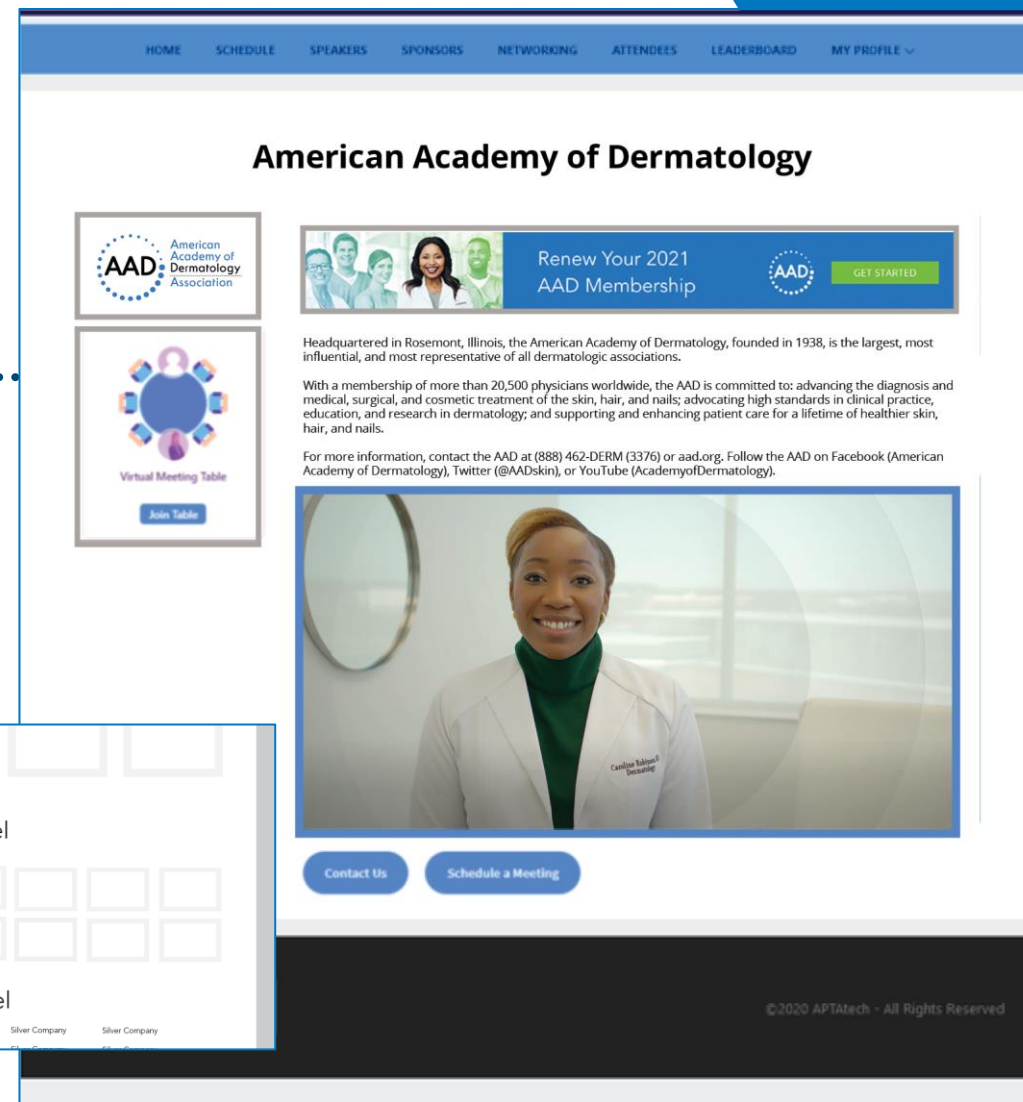 HOME SCHEDULE SPEAKERS SPONSORS NETWORKING ATTENDEES LEADERBOARD MY PROFILE
American Academy of Dermatology
AAD
American
Academy of
Dermatology
Association
Renew Your 2021
AAD Membership
AAD
GET STARTED
Virtual Meeting Table
Join Table
Headquartered in Rosemont, Illinois, the American Academy of Dermatology, founded in 1938, is the largest, most
influential, and most representative of all dermatologic associations.
With a membership of more than 20,500 physicians worldwide, the AAD is committed to: advancing the diagnosis and
medical, surgical, and cosmetic treatment of the skin, hair, and nails; advocating high standards in clinical practice,
education, and research in dermatology; and supporting and enhancing patient care for a lifetime of healthier skin,
hair, and nails.
For more information, contact the AAD at (888) 462-DERM (3376) or aad.org. Follow the AAD on Facebook (American
Academy of Dermatology), Twitter (@AADskin), or YouTube (AcademyofDermatology).
Caroline Robinson
Dermatology
Contact Us Schedule a Meeting
el
el
Silver Company Silver Company
©2020 APTAtech - All Rights Reserved